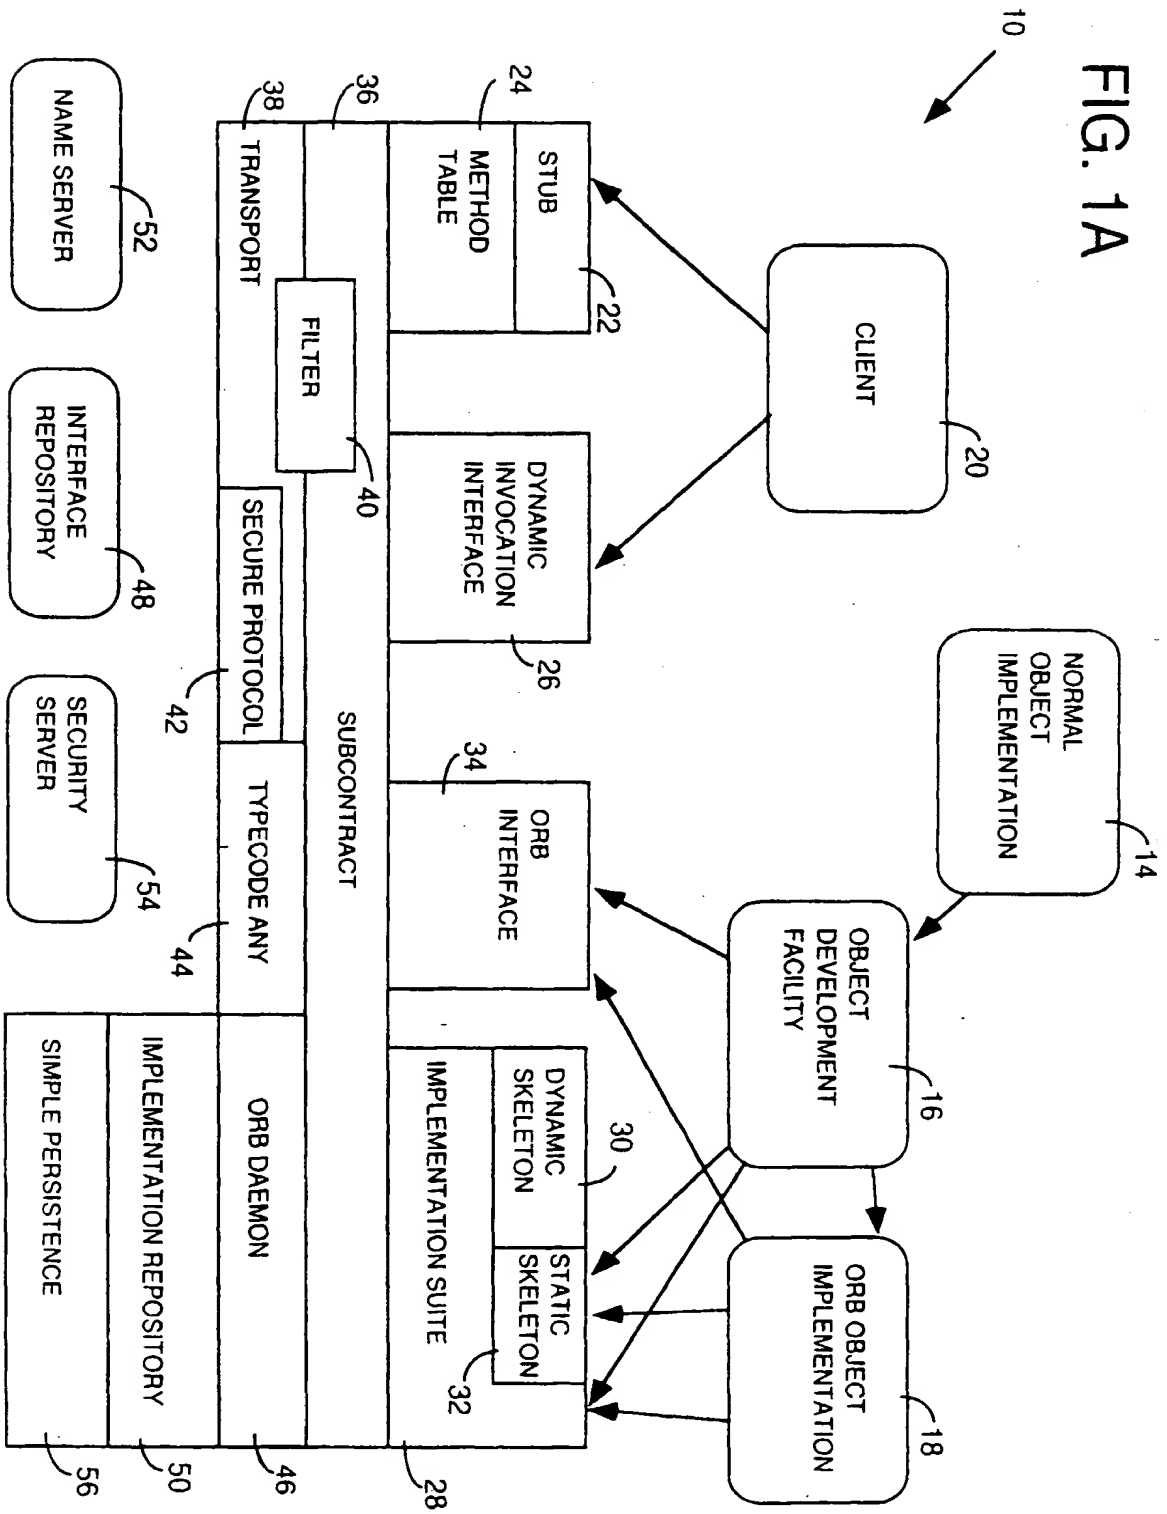 FIG. 1A
10
CLIENT
20
NORMAL
OBJECT
IMPLEMENTATION
14
OBJECT
DEVELOPMENT
FACILITY
16
ORB OBJECT
IMPLEMENTATION
18
STUB
22
METHOD
TABLE
24
DYNAMIC
INVOCATION
INTERFACE
26
ORB
INTERFACE
34
DYNAMIC
SKELETON
30
STATIC
SKELETON
32
IMPLEMENTATION SUITE
28
36
SUBCONTRACT
FILTER
40
38
TRANSPORT
SECURE PROTOCOL
42
TYPECODE ANY
44
ORB DAEMON
46
IMPLEMENTATION REPOSITORY
50
SIMPLE PERSISTENCE
56
NAME SERVER
52
INTERFACE
REPOSITORY
48
SECURITY
SERVER
54